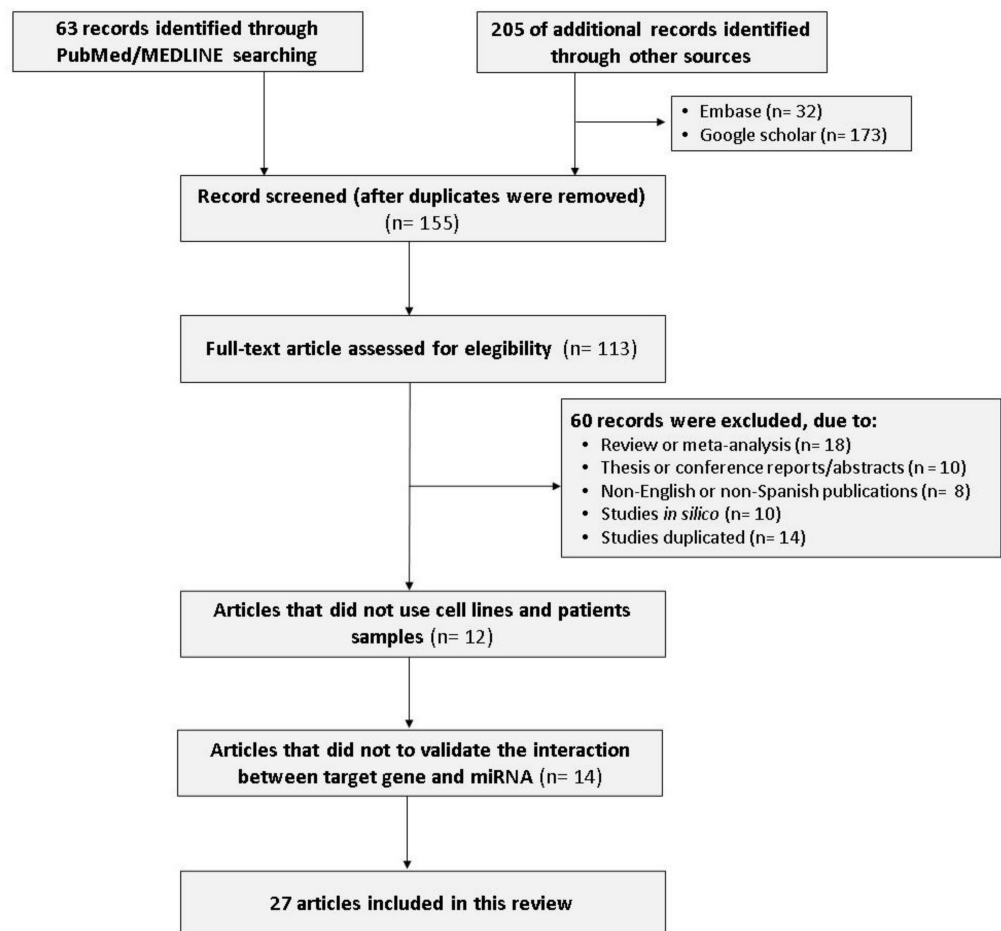 63 records identified through
PubMed/MEDLINE searching
205 of additional records identified
through other sources
• Embase (n= 32)
• Google scholar (n= 173)
Record screened (after duplicates were removed)
(n= 155)
Full-text article assessed for elegibility (n= 113)
60 records were excluded, due to:
• Review or meta-analysis (n= 18)
• Thesis or conference reports/abstracts (n = 10)
• Non-English or non-Spanish publications (n= 8)
• Studies in silico (n= 10)
• Studies duplicated (n= 14)
Articles that did not use cell lines and patients
samples (n= 12)
Articles that did not to validate the interaction
between target gene and miRNA (n= 14)
27 articles included in this review